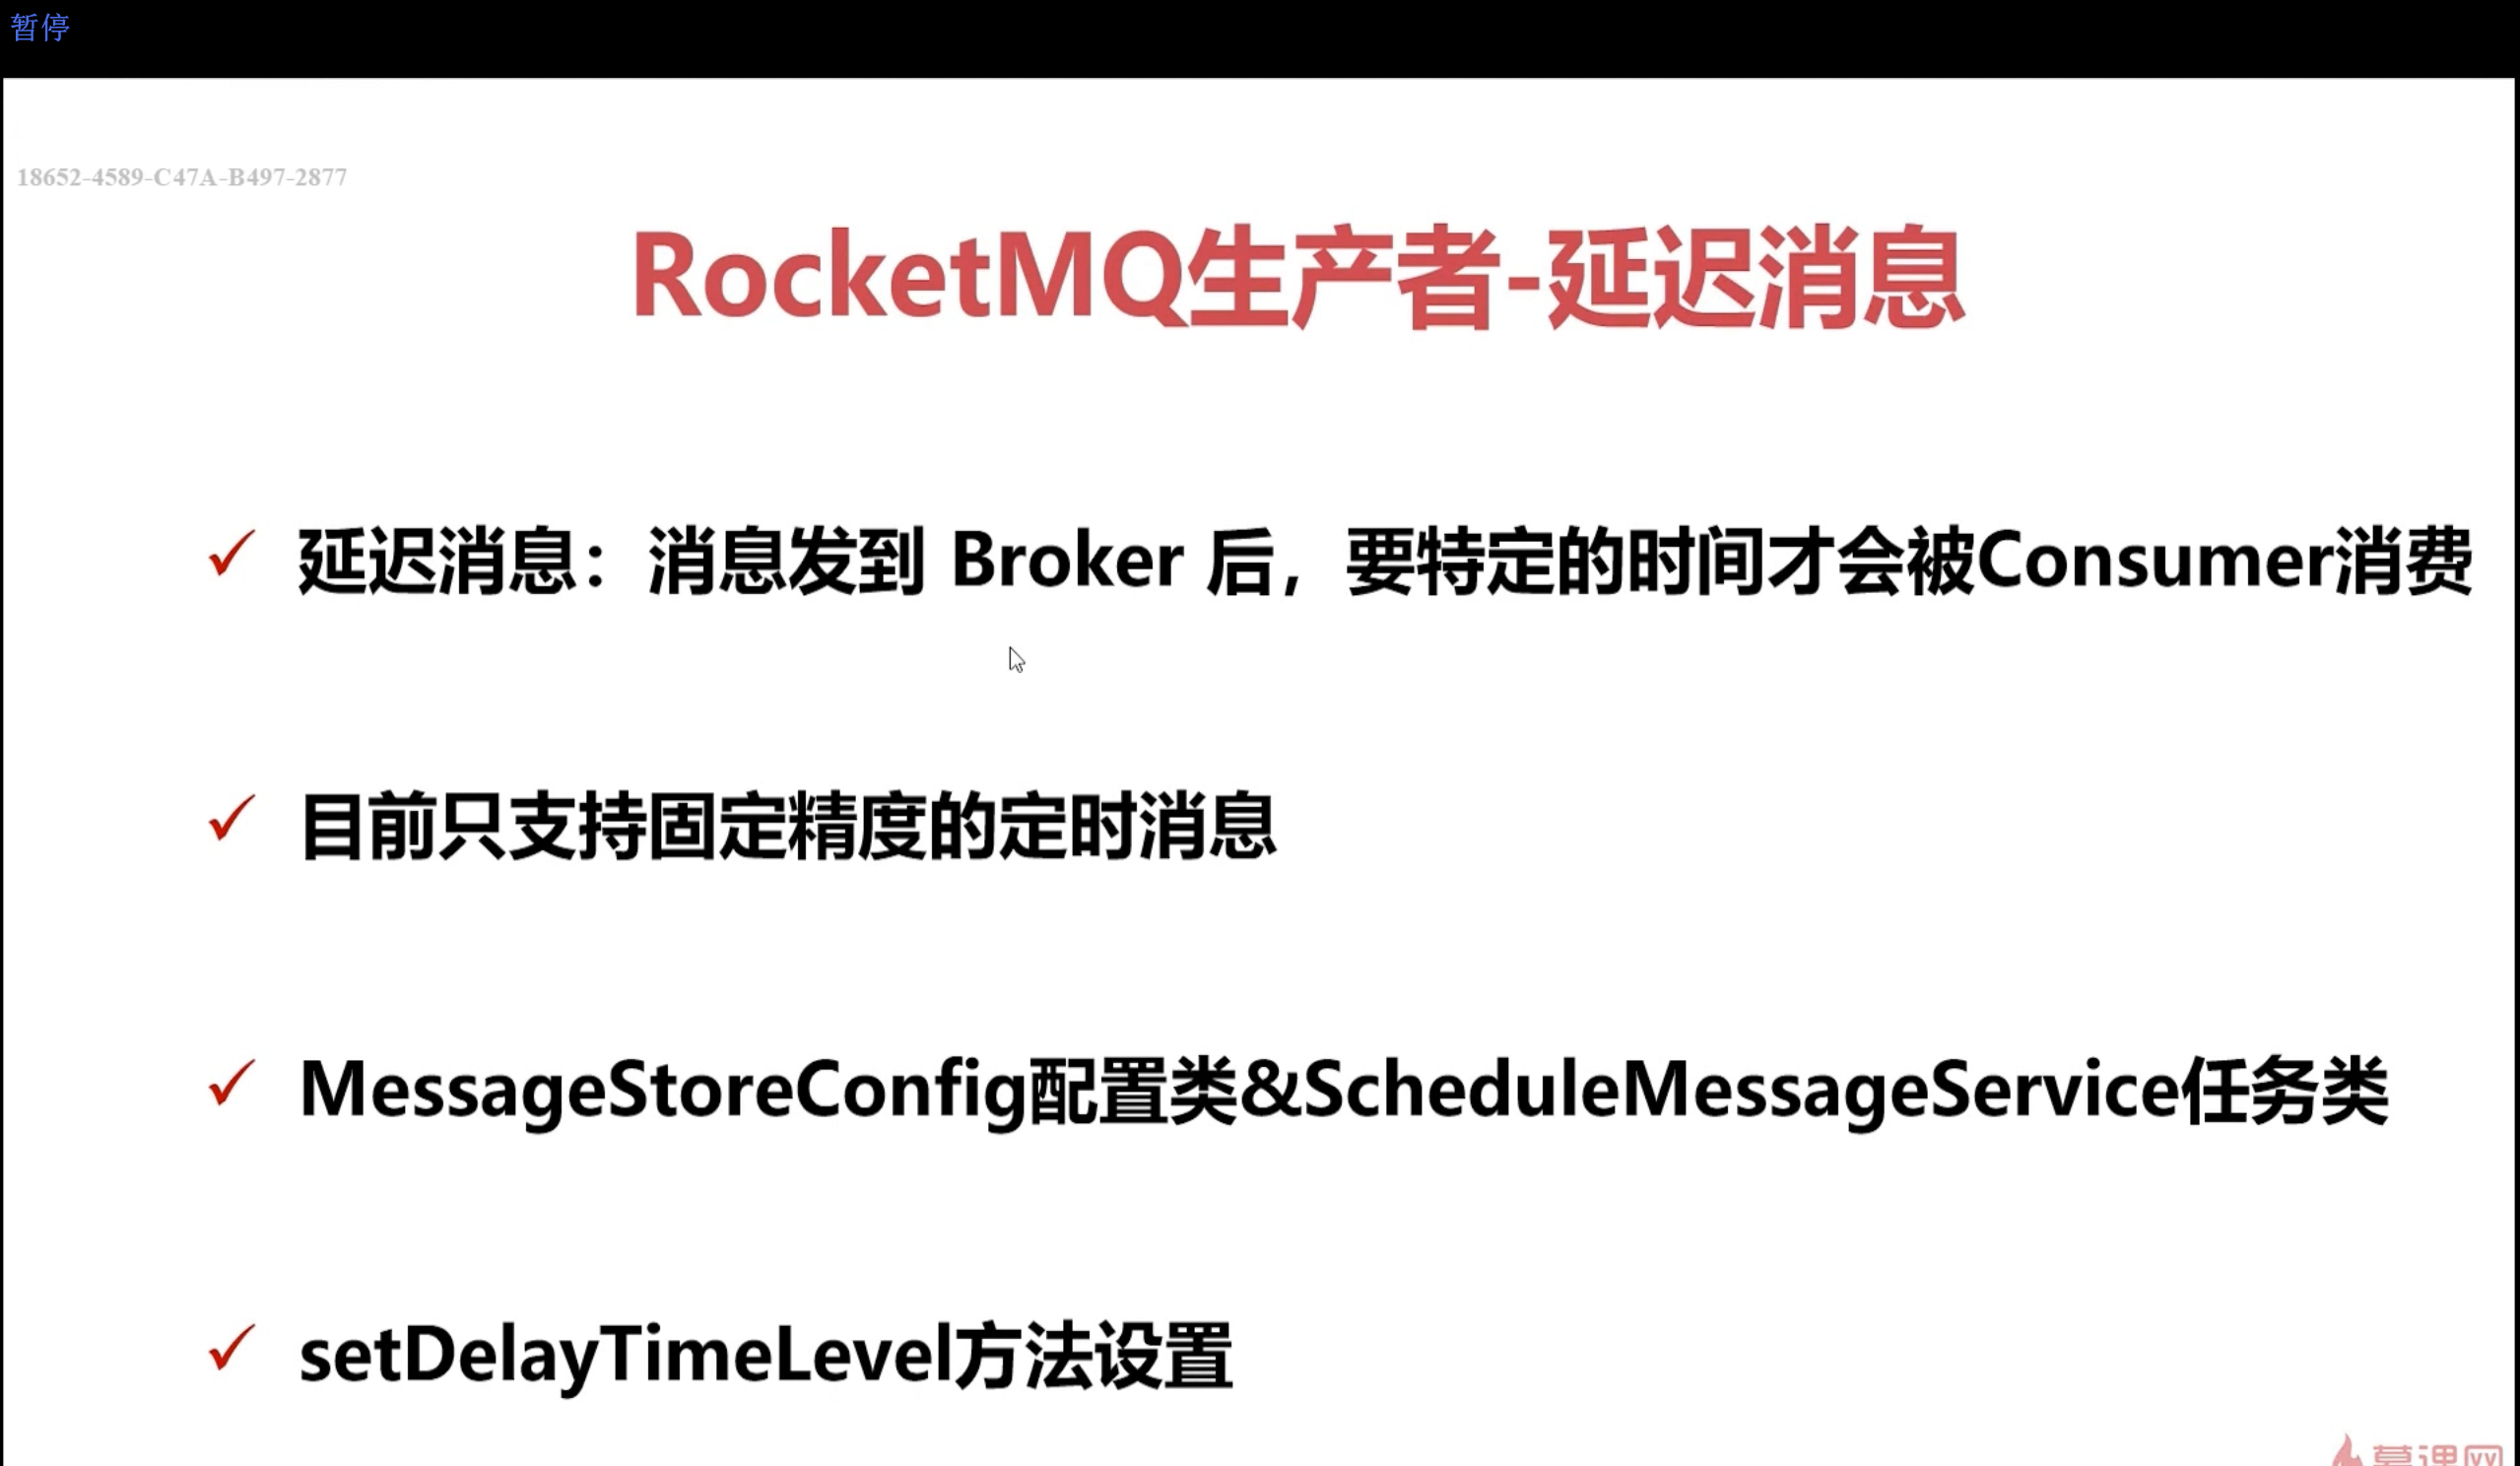 暂停
18652-4589-C47A-B497-2877
RocketMQ生产者-延迟消息
延迟消息：消息发到 Broker 后，要特定的时间才会被Consumer消费
目前只支持固定精度的定时消息
MessageStoreConfig配置类&ScheduleMessageService任务类
setDelayTimeLevel方法设置
慕课网